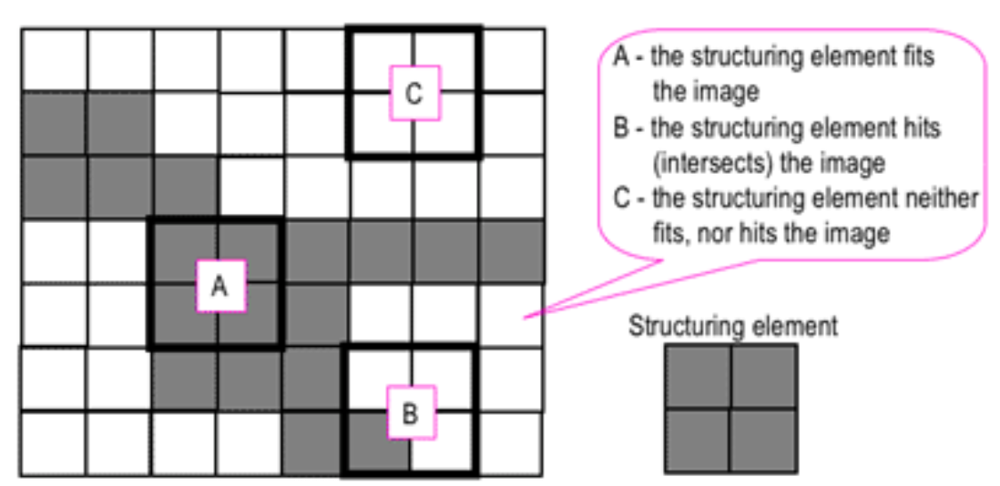 C
A - the structuring element fits
the image
B - the structuring element hits
(intersects) the image
C - the structuring element neither
fits, nor hits the image
A
Structuring element
B